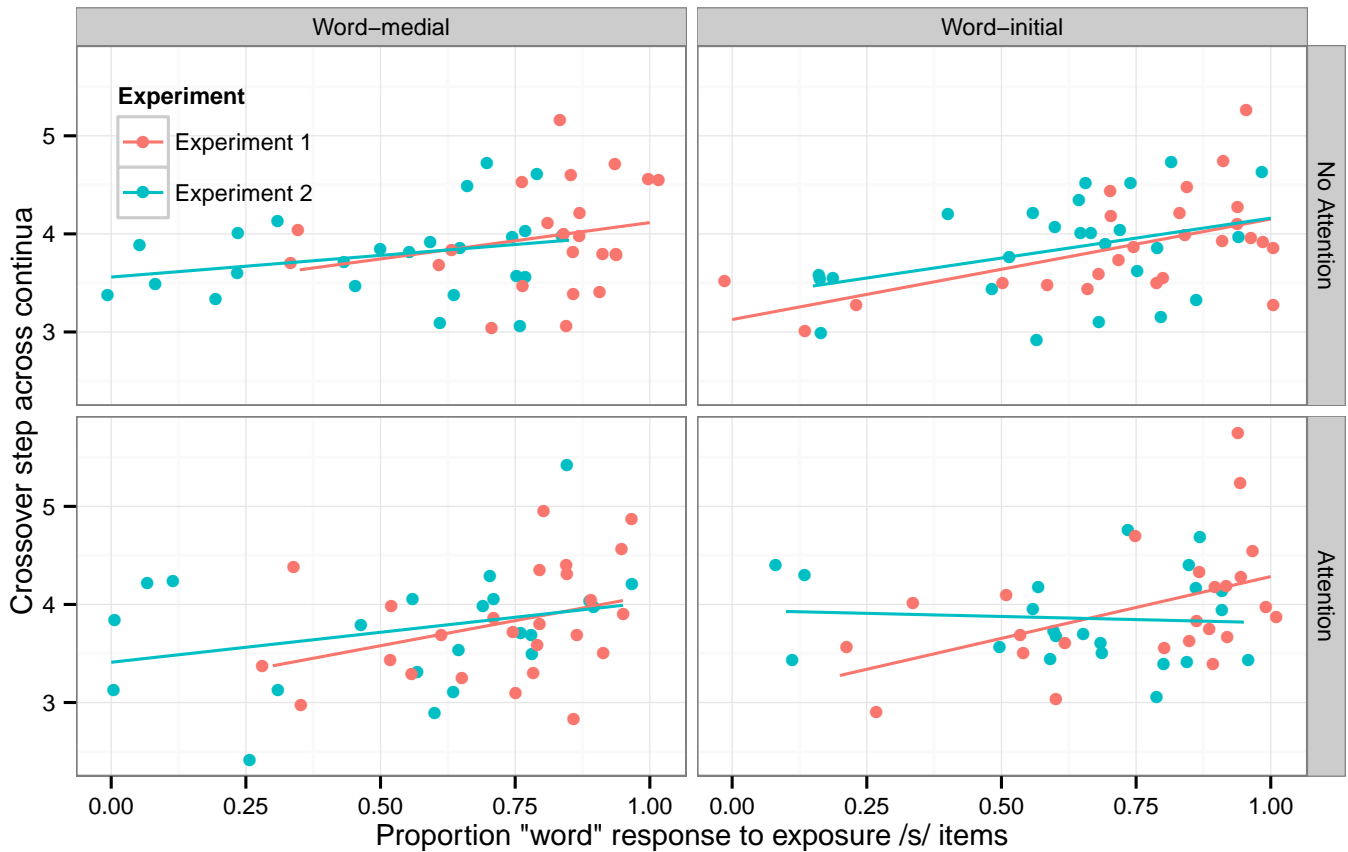 Word−medial
Word−initial
Experiment
Experiment 1
Experiment 2
5
4
3
No Attention
5
4
3
Attention
Crossover step across continua
0.00 0.25 0.50 0.75 1.00
0.00 0.25 0.50 0.75 1.00
Proportion "word" response to exposure /s/ items